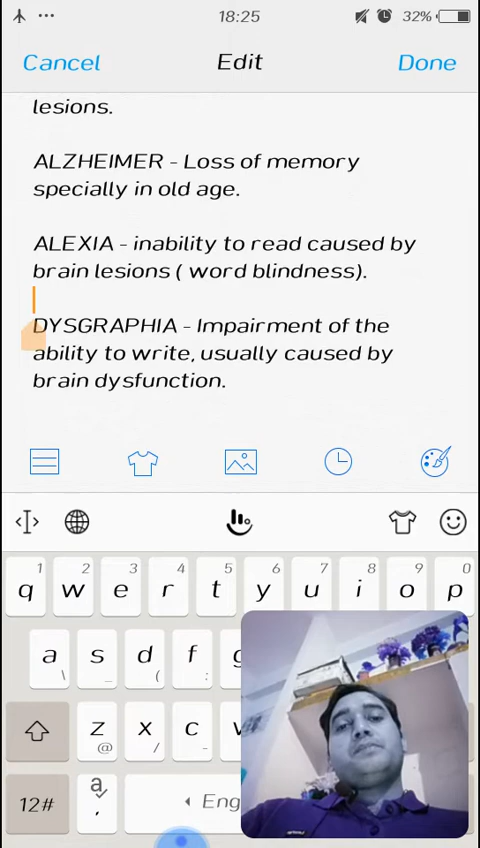 18:25
32%
Cancel Edit Done
lesions.
ALZHEIMER - Loss of memory
specially in old age.
ALEXIA - inability to read caused by
brain lesions ( word blindness).
DYSGRAPHIA - Impairment of the
ability to write, usually caused by
brain dysfunction.
1 2 3 4 5 6 7 8 9 0
q w e r t y u i o p
a s d f g
\ _ ( :
z x c v
@ / -
12# a , Eng